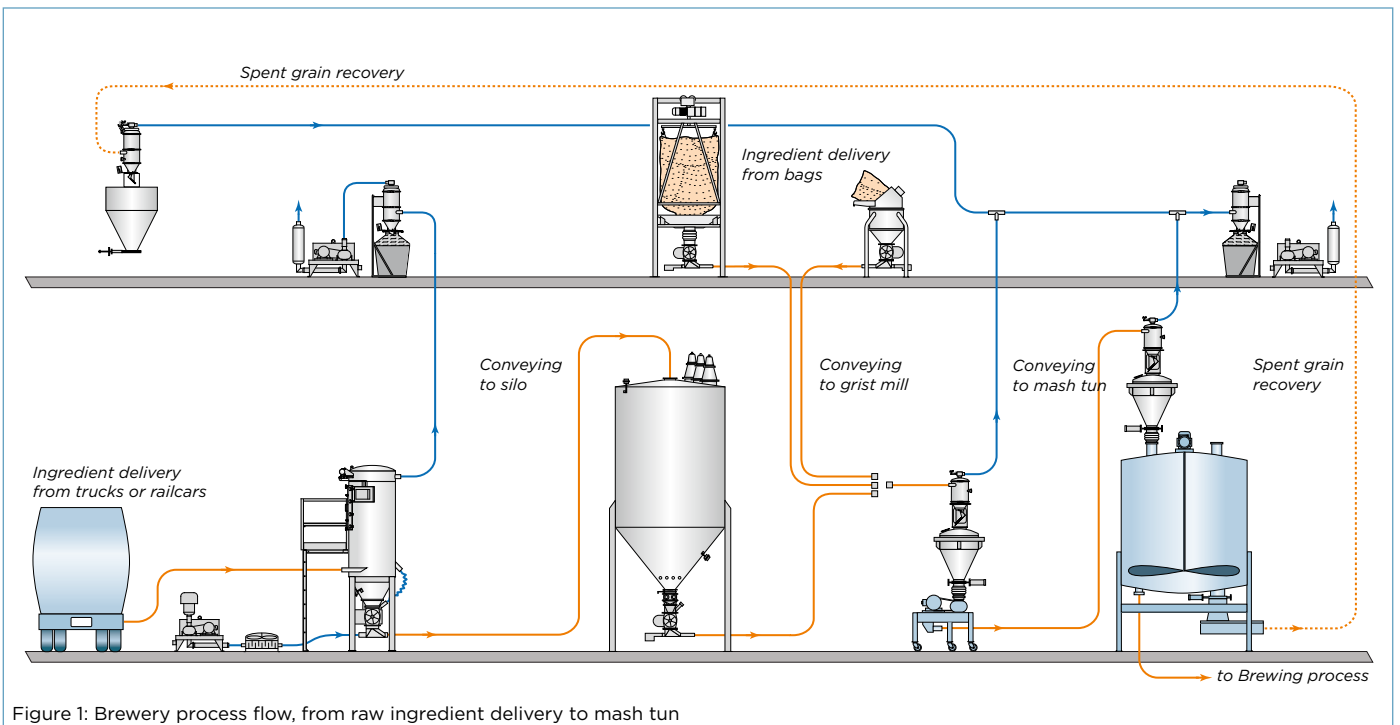 Spent grain recovery
Ingredient delivery
from bags
Conveying
to silo
Conveying
to grist mill
Conveying
to mash tun
Spent grain
recovery
Ingredient delivery
from trucks or railcars
to Brewing process
Figure 1: Brewery process flow, from raw ingredient delivery to mash tun